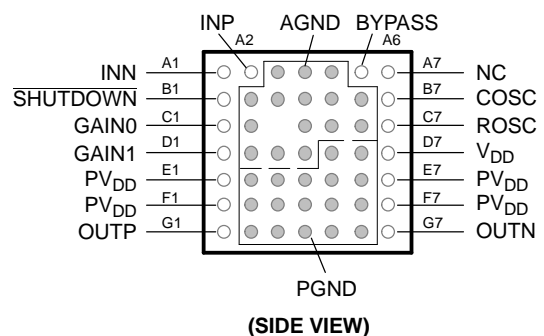 INP AGND BYPASS
A2 A6
INN A1 A7 NC
SHUTDOWN B1 B7 COSC
GAIN0 C1 C7 ROSC
GAIN1 D1 D7 VDD
PVDD E1 E7 PVDD
PVDD F1 F7 PVDD
OUTP G1 G7 OUTN
PGND
(SIDE VIEW)